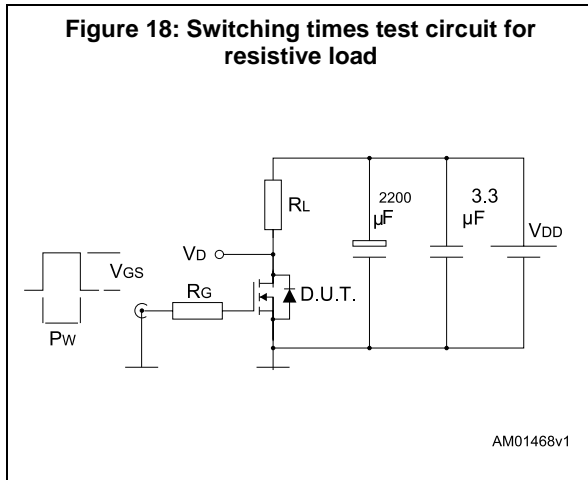 Figure 18: Switching times test circuit for
resistive load
RL
2200
μF
3.3
μF
VDD
VD
VGS
RG
D.U.T.
PW
AM01468v1